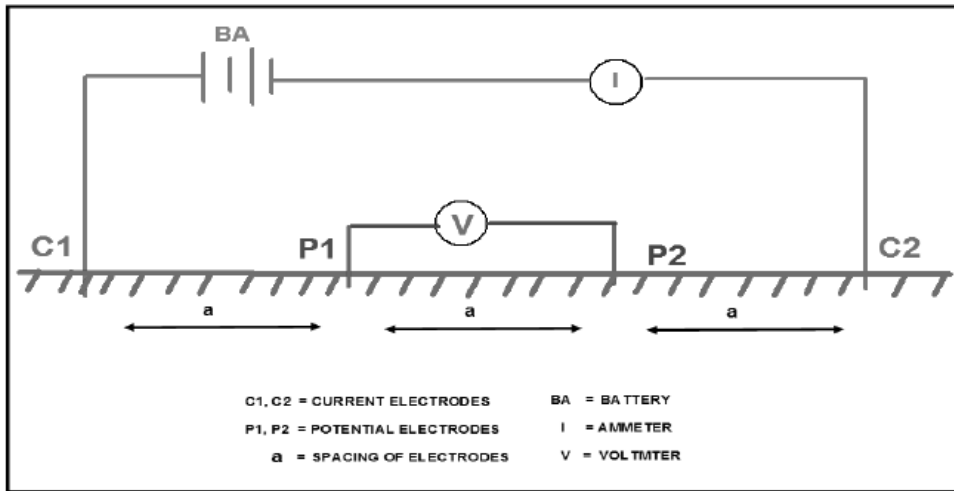 BA
I
V
C1 P1 P2 C2
a a a
C1, C2 = CURRENT ELECTRODES BA = BATTERY
P1, P2 = POTENTIAL ELECTRODES I = AMMETER
a = SPACING OF ELECTRODES V = VOLTMTER